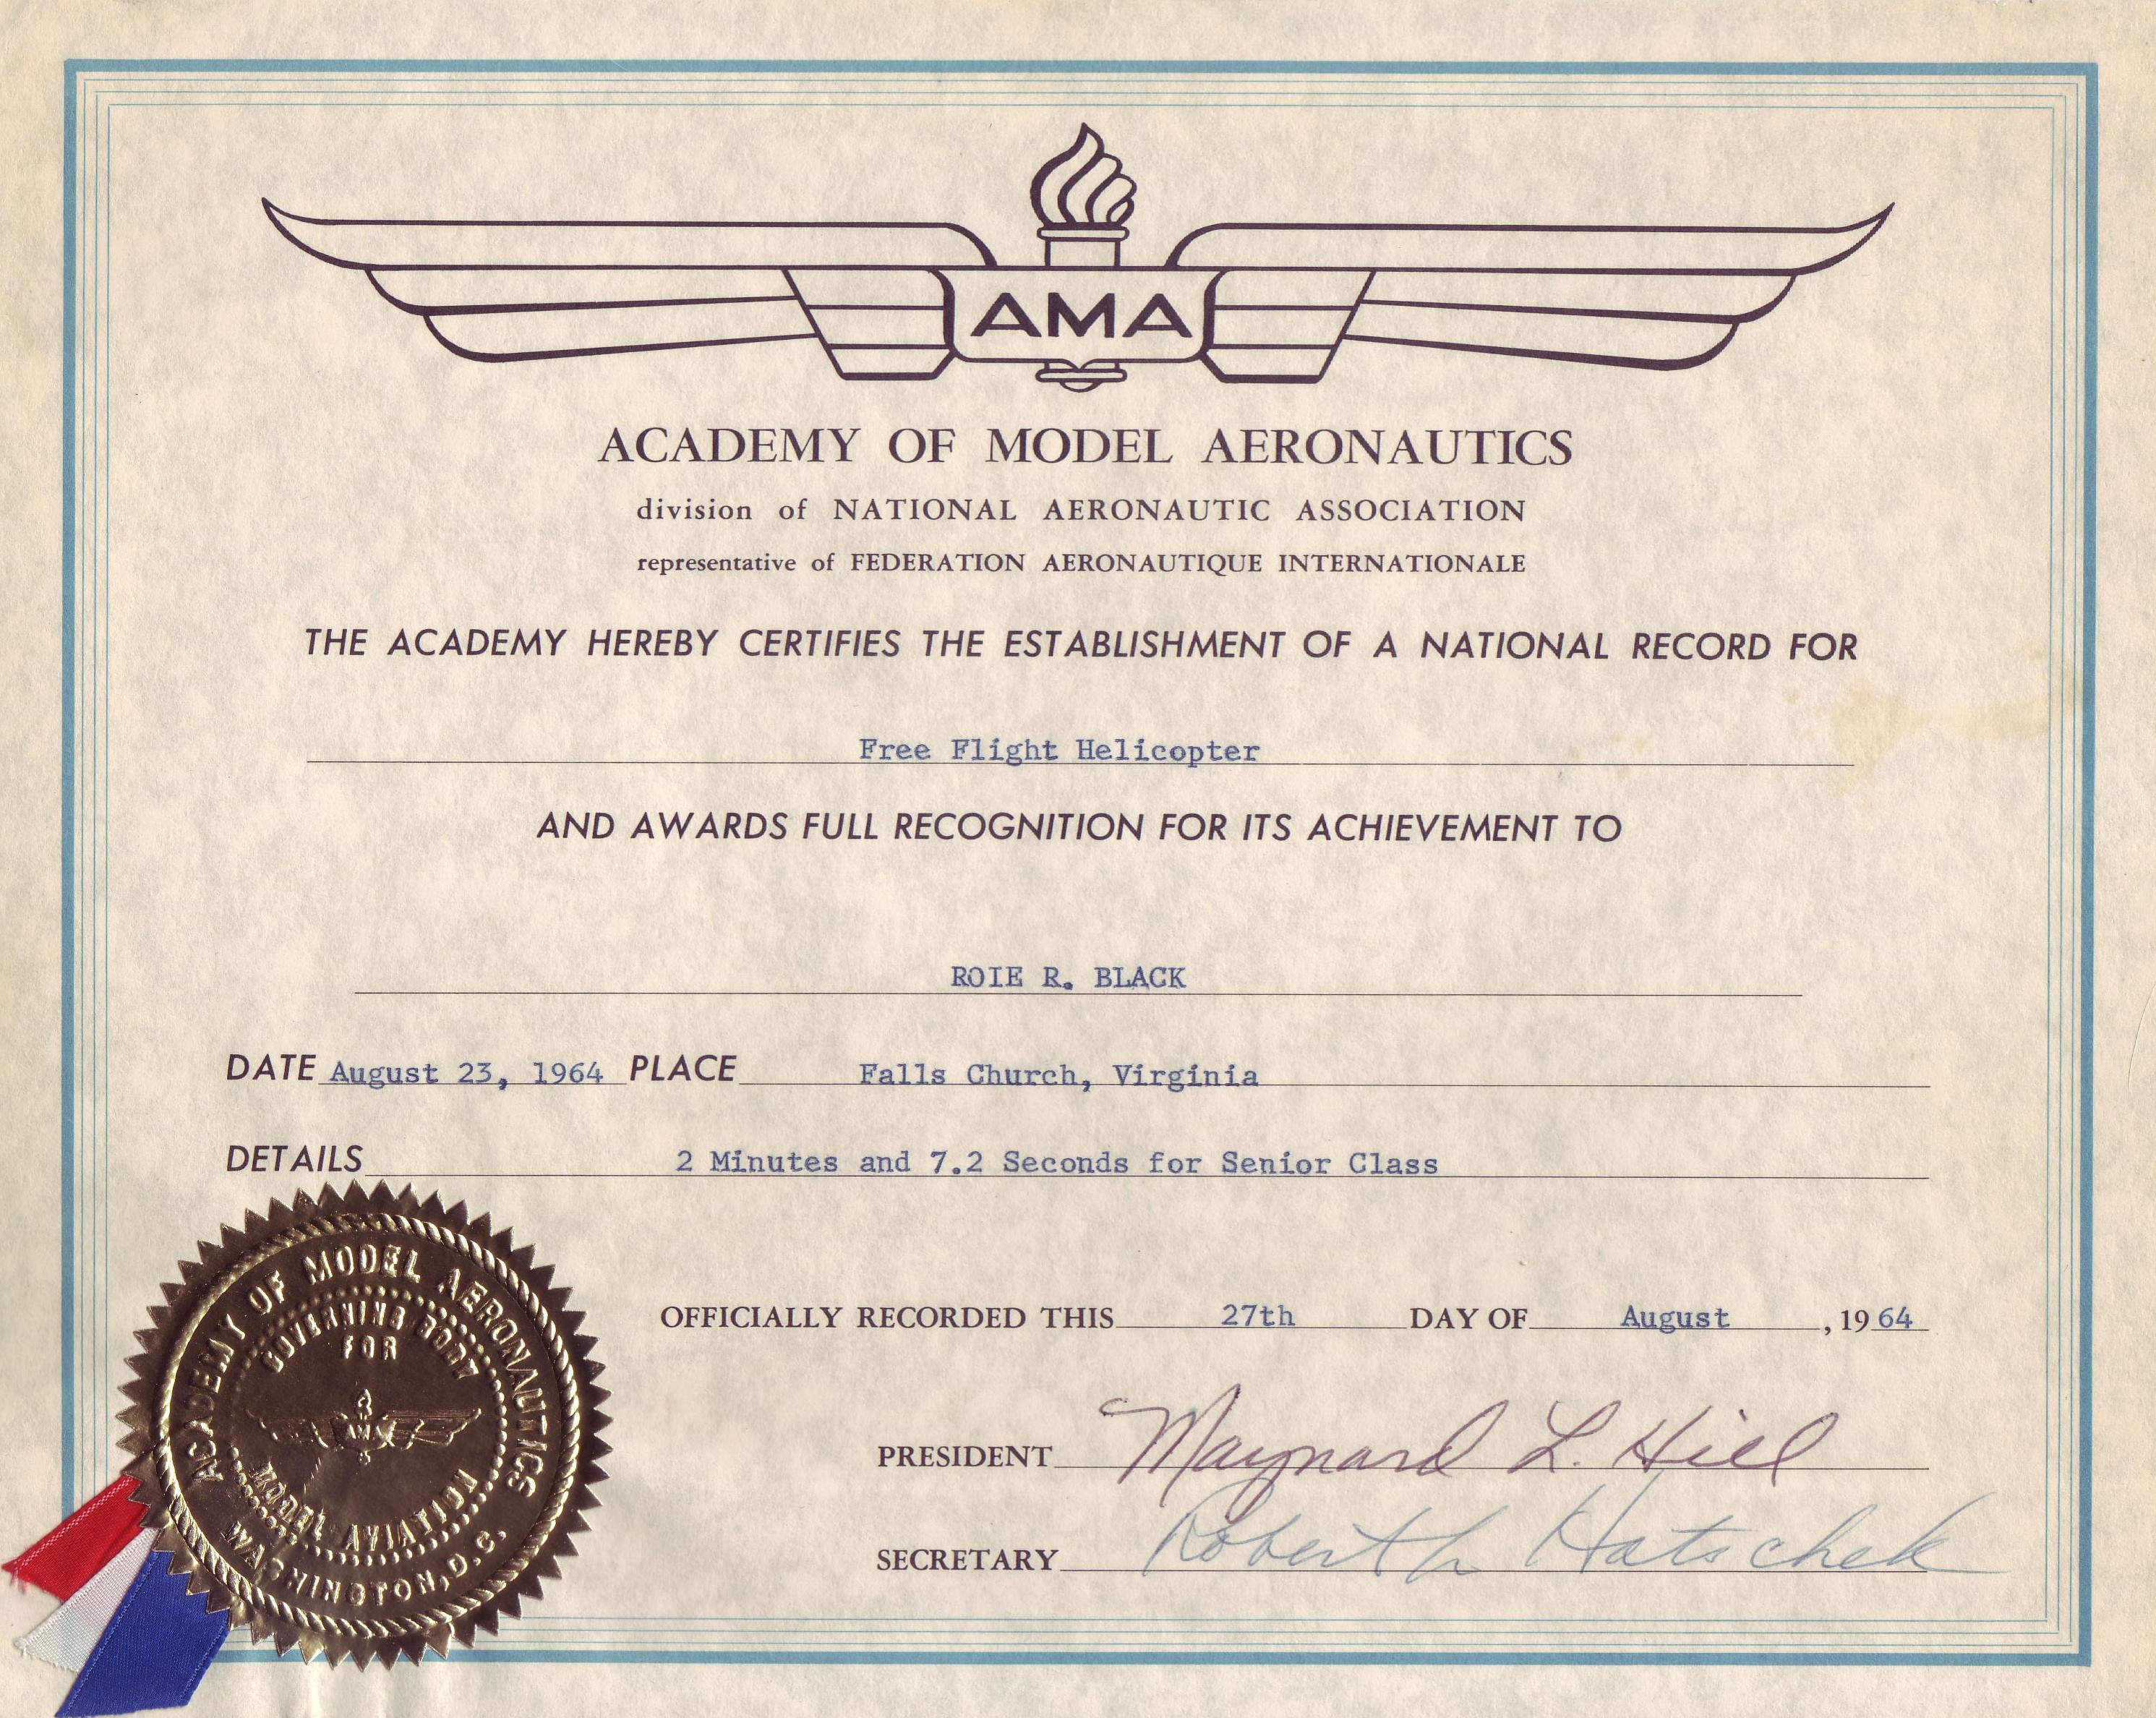 AMA
ACADEMY OF MODEL AERONAUTICS
division of NATIONAL AERONAUTIC ASSOCIATION
representative of FEDERATION AERONAUTIQUE INTERNATIONALE
THE ACADEMY HEREBY CERTIFIES THE ESTABLISHMENT OF A NATIONAL RECORD FOR
Free Flight Helicopter
AND AWARDS FULL RECOGNITION FOR ITS ACHIEVEMENT TO
ROIE R. BLACK
DATE August 23, 1964 PLACE Falls Church, Virginia
DETAILS 2 Minutes and 7.2 Seconds for Senior Class
OFFICIALLY RECORDED THIS 27th DAY OF August, 1964
PRESIDENT Maynard L. Hill
SECRETARY Robert L Hatschek
ACADEMY OF MODEL AERONAUTICS
GOVERNING BODY
FOR
AMA
MODEL AVIATION
WASHINGTON, D.C.